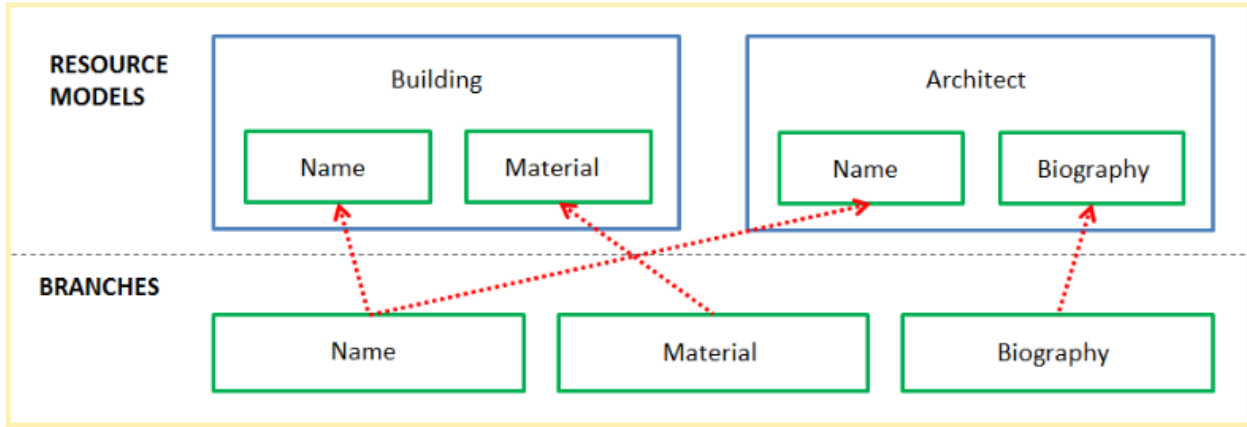 RESOURCE
MODELS
Building
Architect
Name
Material
Name
Biography
BRANCHES
Name
Material
Biography